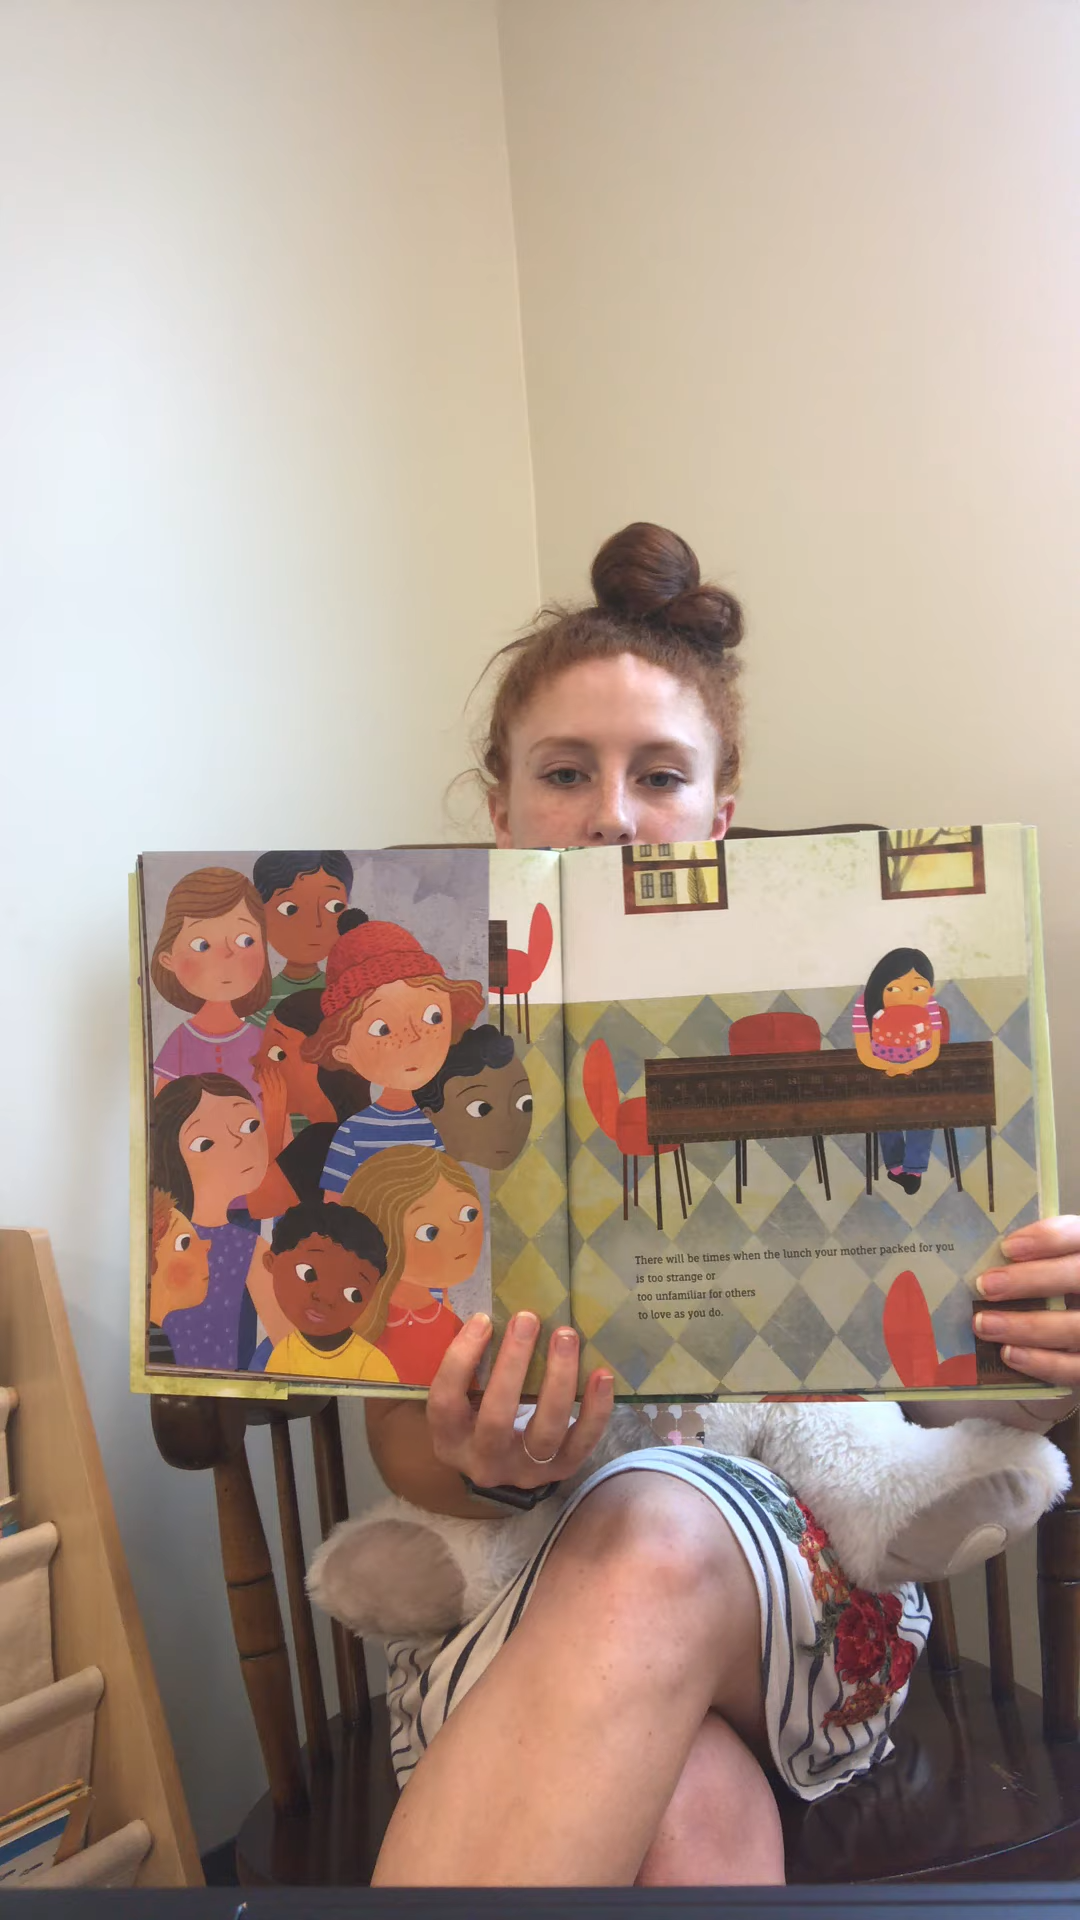 There will be times when the lunch your mother packed for you
is too strange or
too unfamiliar for others
to love as you do.